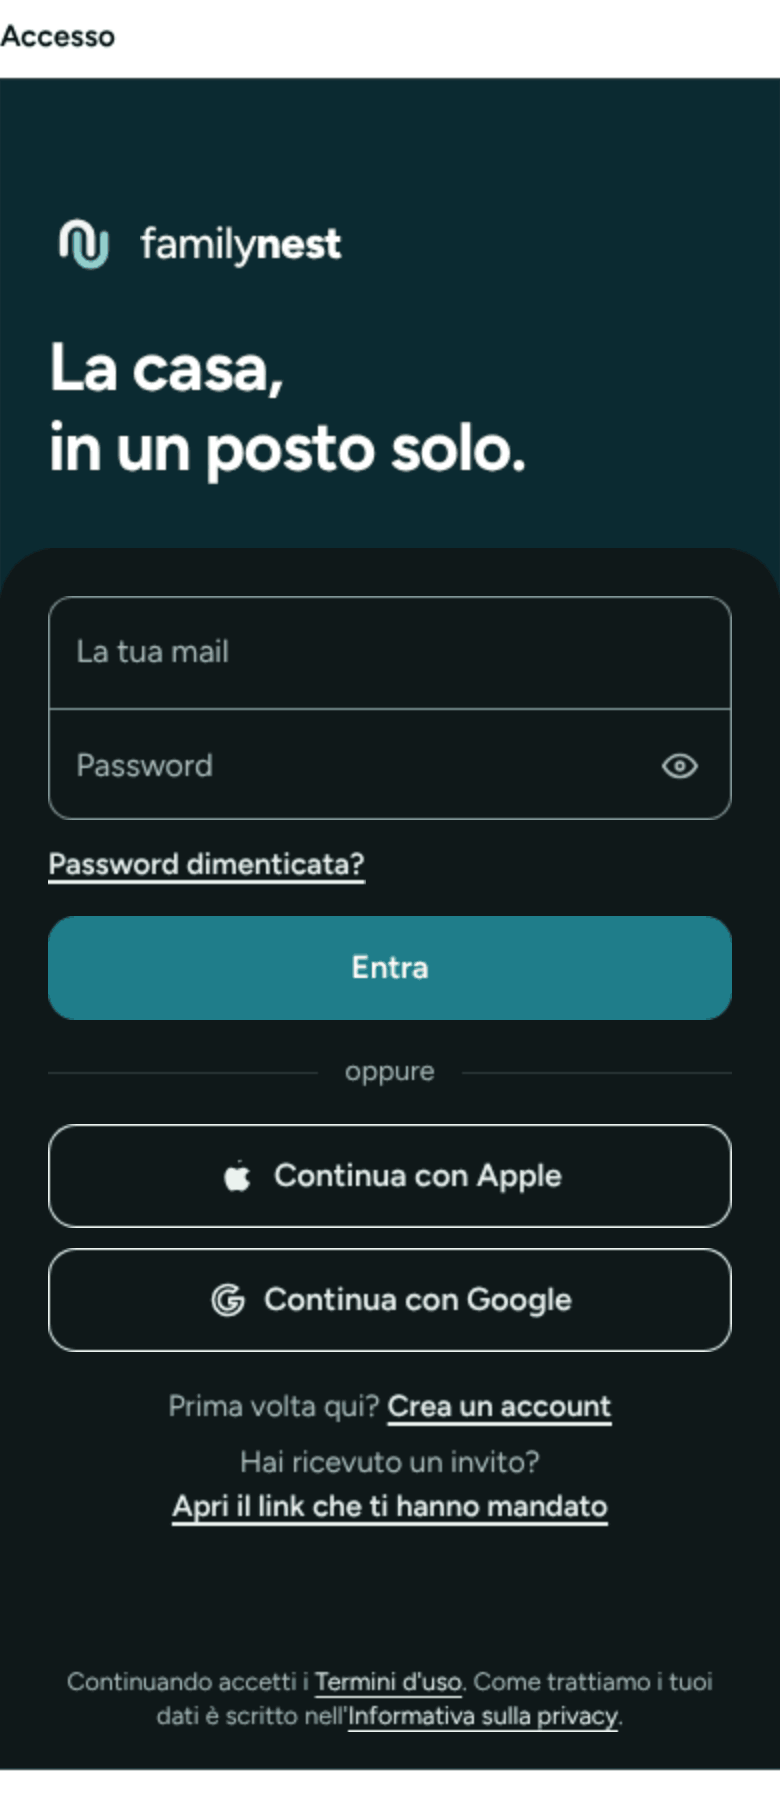 Accesso
familynest
La casa,
in un posto solo.
La tua mail
Password
Password dimenticata?
Entra
oppure
Continua con Apple
Continua con Google
Prima volta qui? Crea un account
Hai ricevuto un invito?
Apri il link che ti hanno mandato
Continuando accetti i Termini d'uso. Come trattiamo i tuoi
dati è scritto nell'Informativa sulla privacy.